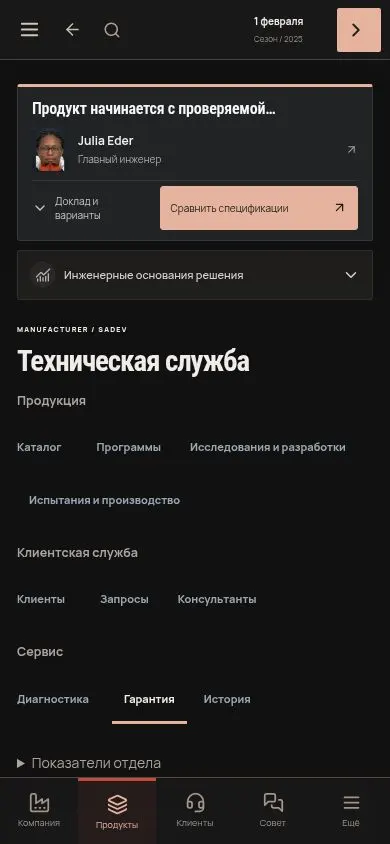 1 февраля
Сезон / 2025
Продукт начинается с проверяемой…
Julia Eder
Главный инженер
Доклад и
варианты
Сравнить спецификации
Инженерные основания решения
MANUFACTURER / SADEV
Техническая служба
Продукция
Каталог Программы Исследования и разработки
Испытания и производство
Клиентская служба
Клиенты Запросы Консультанты
Сервис
Диагностика Гарантия История
Показатели отдела
Компания Продукты Клиенты Совет Ещё